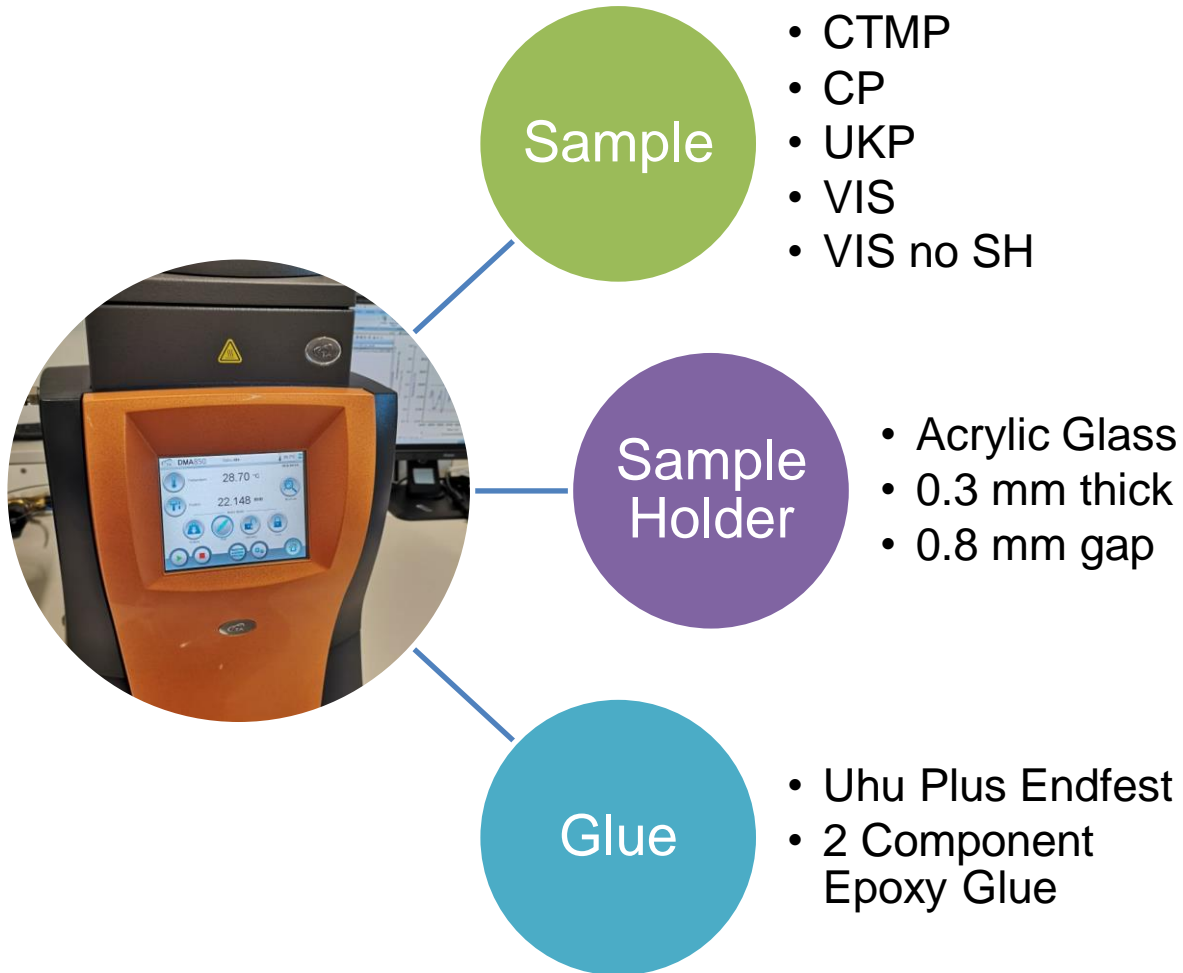 Sample
• CTMP
• CP
• UKP
• VIS
• VIS no SH
DMA850
28.70 °C
22.148 mm
Sample
Holder
• Acrylic Glass
• 0.3 mm thick
• 0.8 mm gap
Glue
• Uhu Plus Endfest
• 2 Component
Epoxy Glue